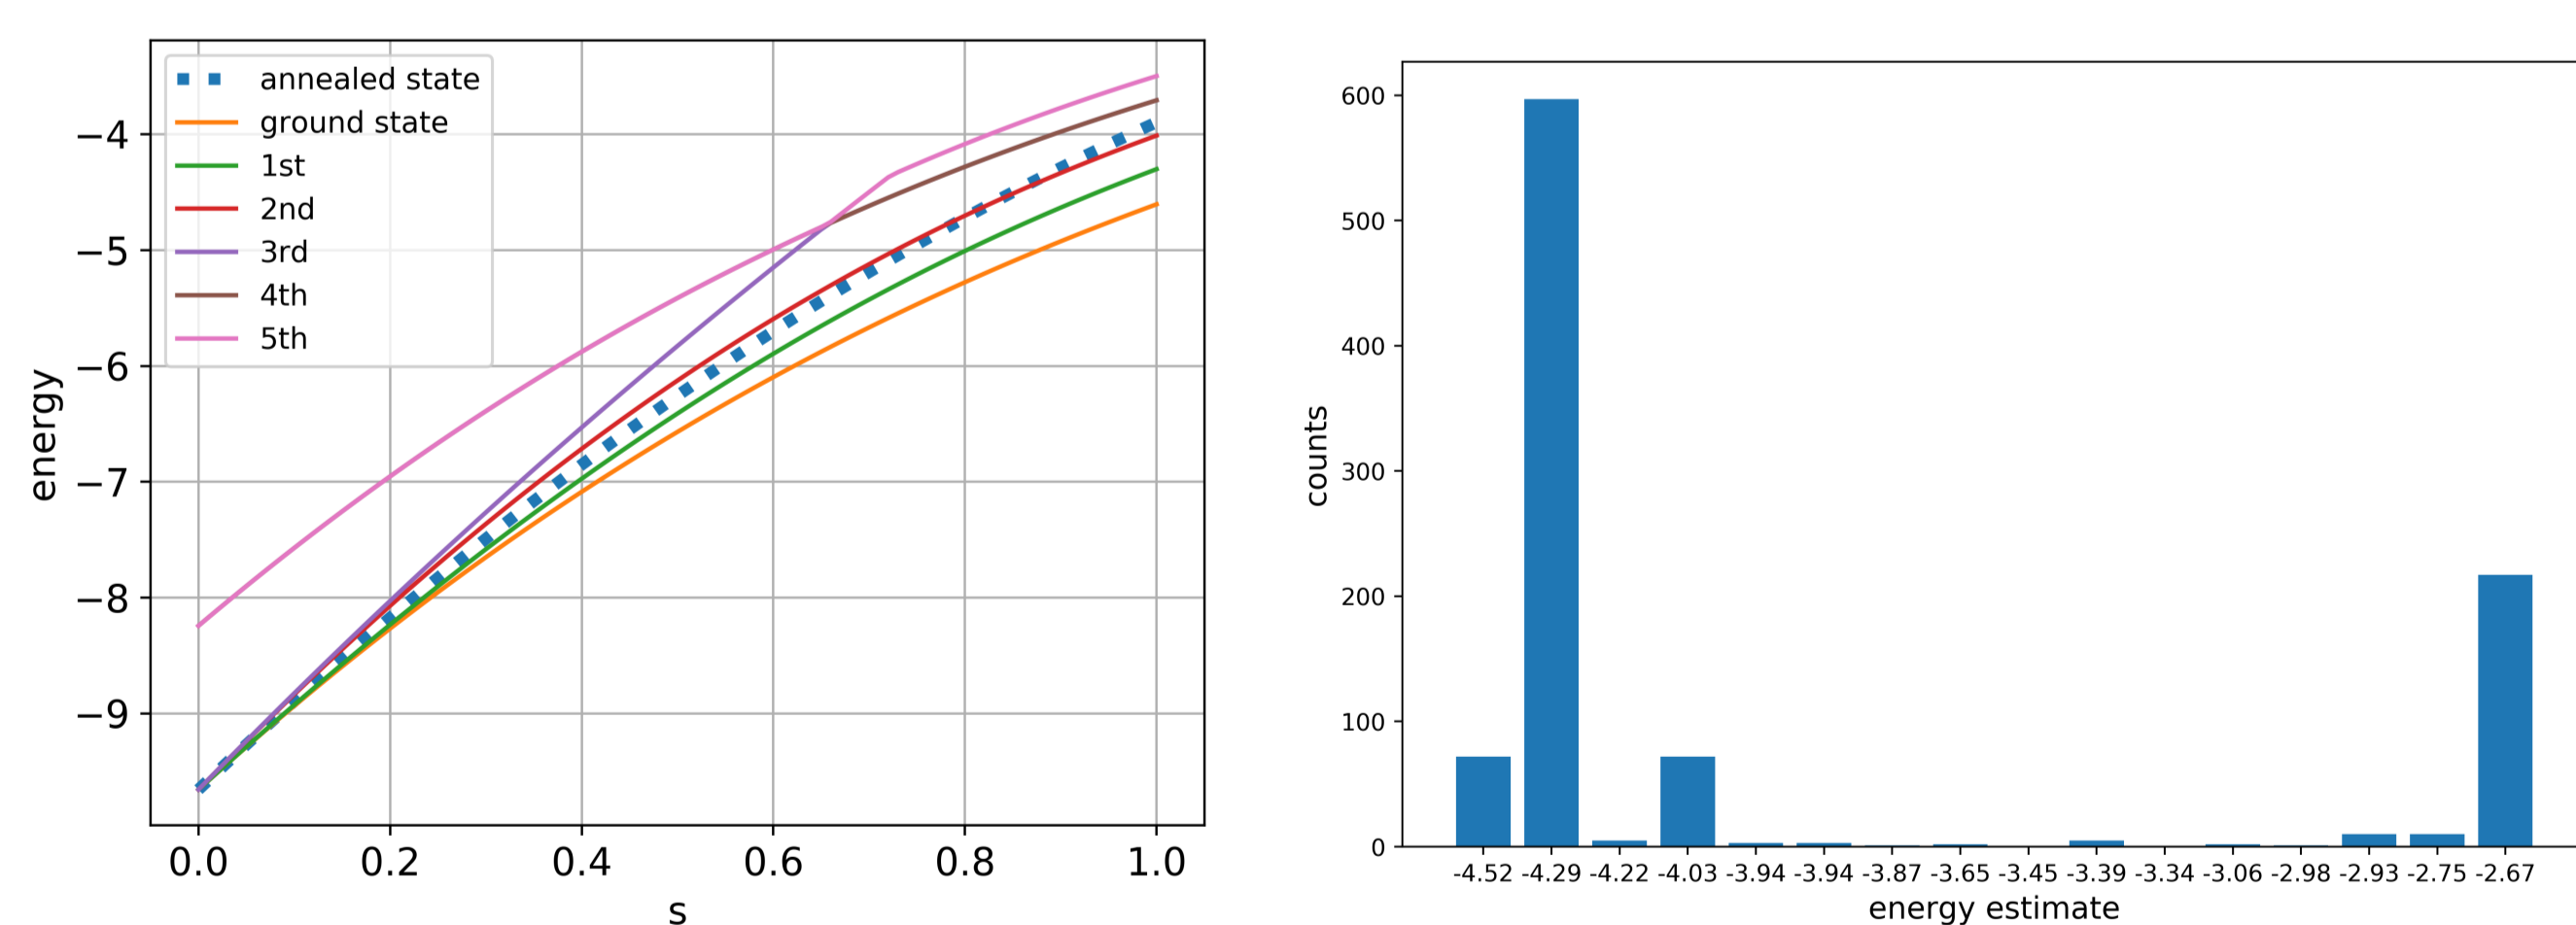 annealed state
ground state
1st
2nd
3rd
4th
5th
−4
−5
−6
−7
−8
−9
energy
0.0 0.2 0.4 0.6 0.8 1.0
s
600
500
400
300
200
100
0
counts
-4.52 -4.29 -4.22 -4.03 -3.94 -3.94 -3.87 -3.65 -3.45 -3.39 -3.34 -3.06 -2.98 -2.93 -2.75 -2.67
energy estimate